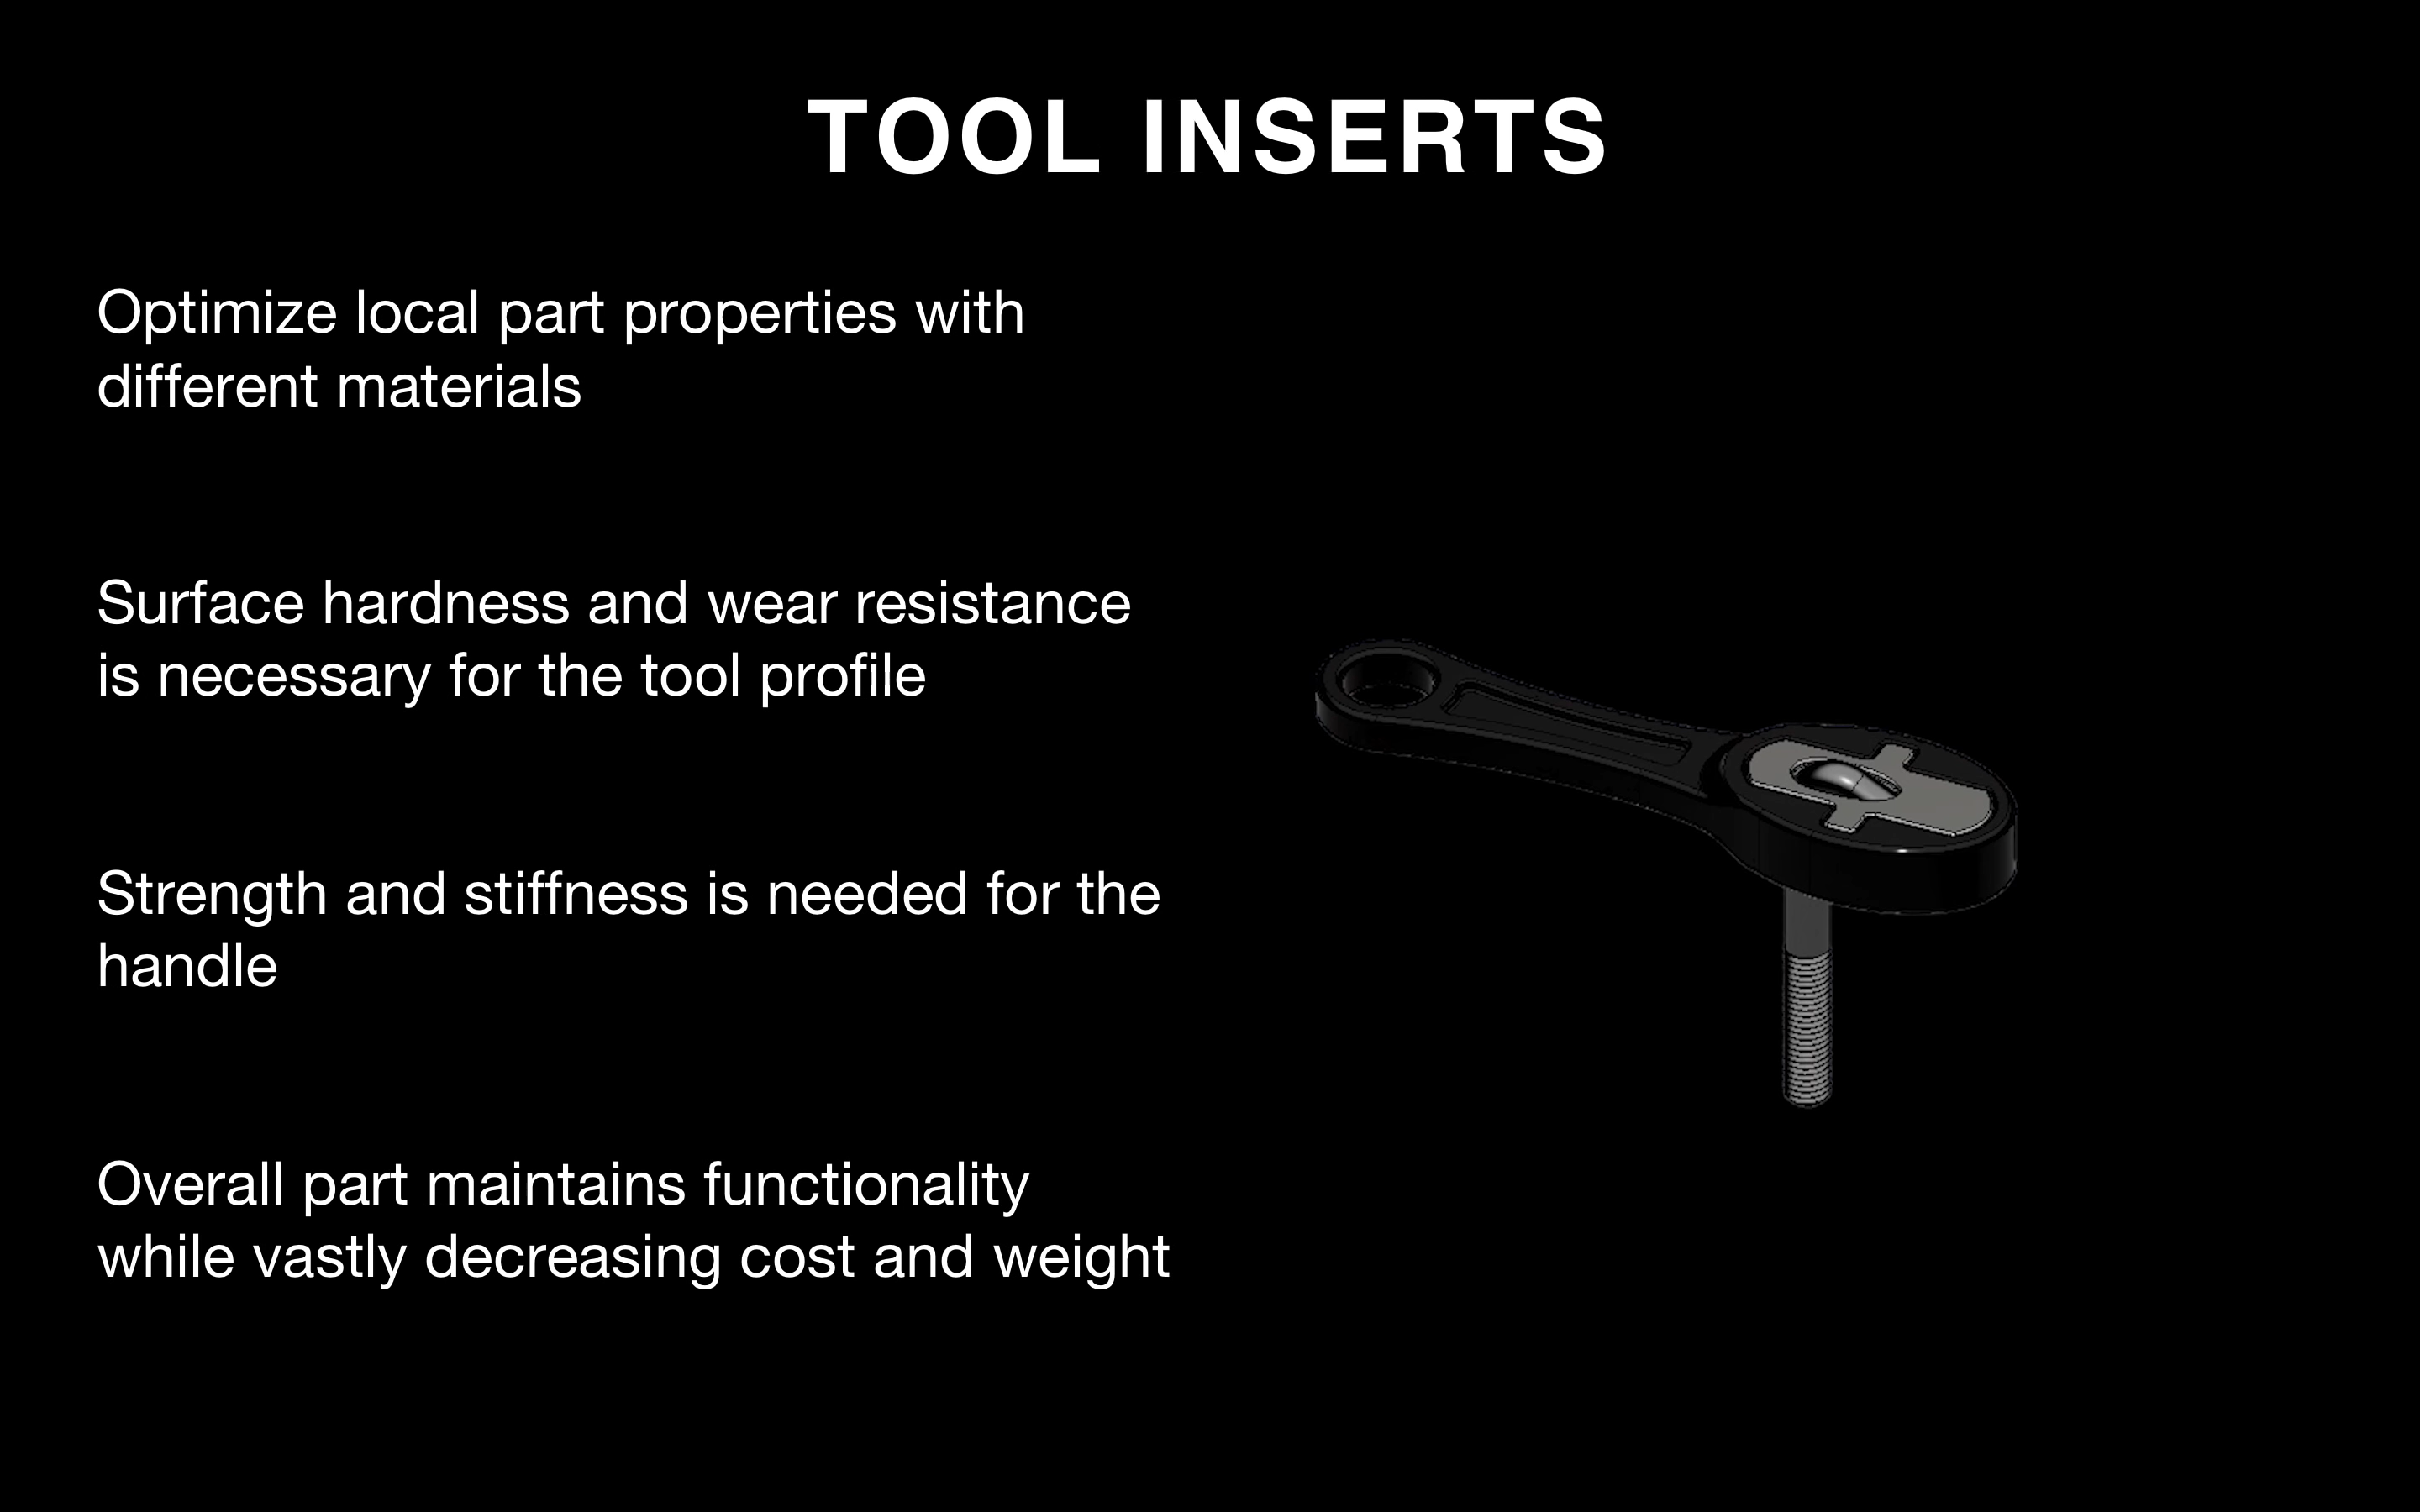 TOOL INSERTS
Optimize local part properties with
different materials
Surface hardness and wear resistance
is necessary for the tool profile
Strength and stiffness is needed for the
handle
Overall part maintains functionality
while vastly decreasing cost and weight